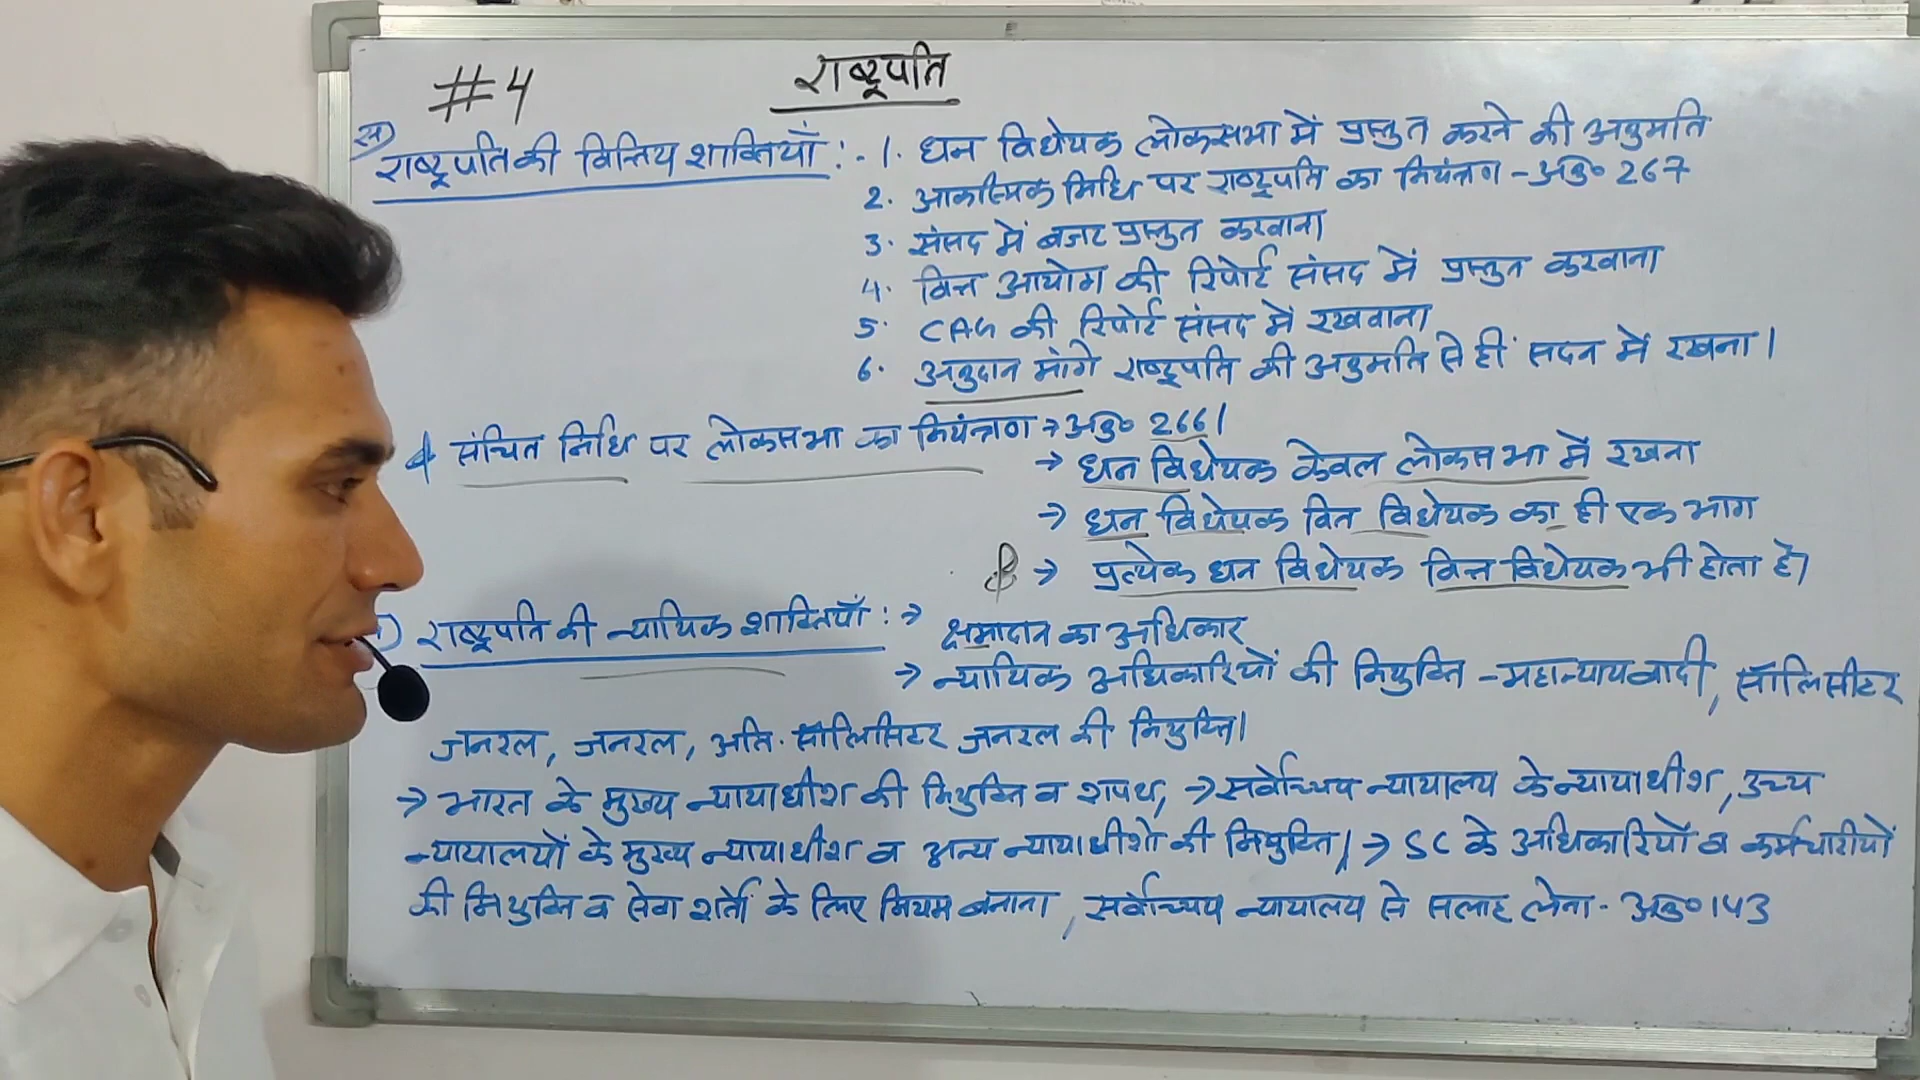 #4
राष्ट्रपति
स) राष्ट्रपति की वित्तिय शाक्तियाँ :- 1. धन विधेयक लोकसभा में प्रस्तुत करने की अनुमति
2. आकस्मिक निधि पर राष्ट्रपति का नियंत्रण - अनु० 267
3. संसद में बजट प्रस्तुत करवाना
4. वित्त आयोग की रिपोर्ट संसद में प्रस्तुत करवाना
5. CAG की रिपोर्ट संसद में रखवाना
6. अनुदान मांगे राष्ट्रपति की अनुमति से ही सदन में रखना।
संचित निधि पर लोकसभा का नियंत्रण → अनु० 266।
→ धन विधेयक केवल लोकसभा में रखना
→ धन विधेयक वित्त विधेयक का ही एक भाग
→ प्रत्येक धन विधेयक वित्त विधेयक भी होता है।
) राष्ट्रपति की न्यायिक शाक्तियाँ : → क्षमादान का अधिकार
→ न्यायिक अधिकारियों की नियुक्ति - महान्यायवादी, सॉलिसीटर
जनरल, जनरल, अति. सॉलिसिटर जनरल की नियुक्ति।
→ भारत के मुख्य न्यायाधीश की नियुक्ति व शपथ, → सर्वोच्चय न्यायालय के न्यायाधीश, उच्य
न्यायालयों के मुख्य न्यायाधीश व अन्य न्यायाधीशो की नियुक्ति। → SC के अधिकारियों व कर्मचारीयों
की नियुक्ति व सेवा शर्तो के लिए नियम बनाना, सर्वोच्चय न्यायालय से सलाह लेना - अनु० 143